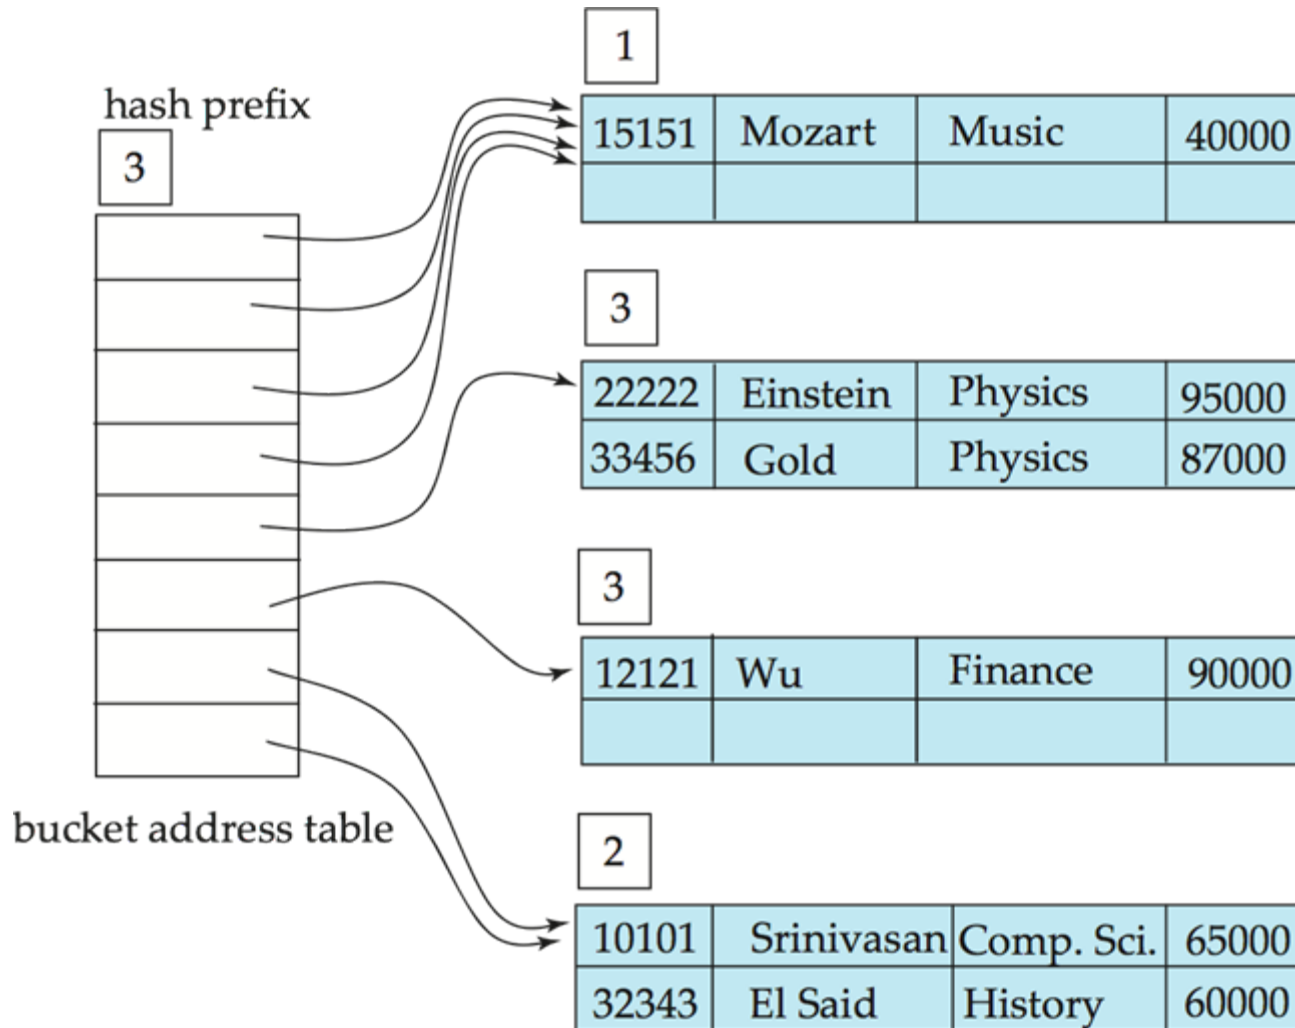 hash prefix
3
bucket address table
1
15151 Mozart Music 40000
3
22222 Einstein Physics 95000
33456 Gold Physics 87000
3
12121 Wu Finance 90000
2
10101 Srinivasan Comp. Sci. 65000
32343 El Said History 60000